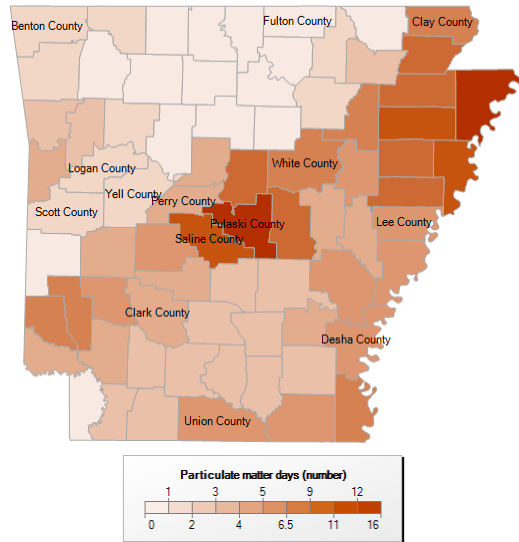 Fulton County
Clay County
Benton County
White County
Logan County
Yell County
Perry County
Scott County
Pulaski County
Lee County
Saline County
Clark County
Desha County
Union County
Particulate matter days (number)
1 3 5 9 12
0 2 4 6.5 11 16